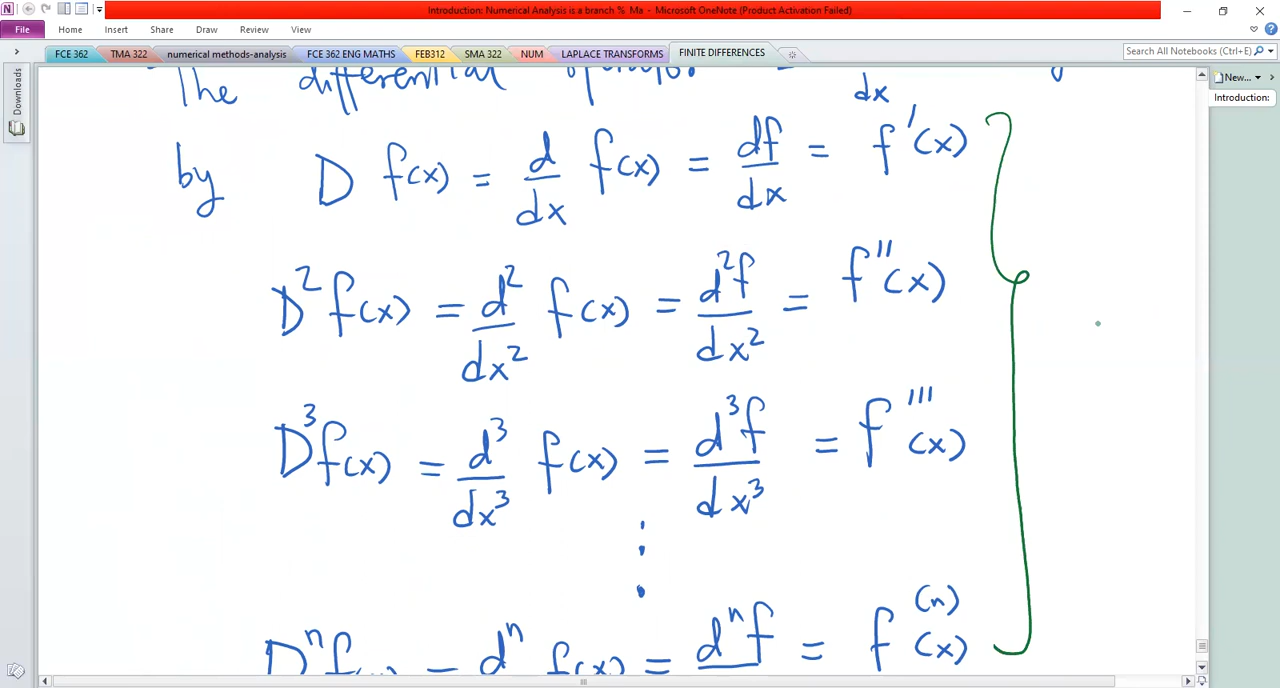 Introduction: Numerical Analysis is a branch % Ma - Microsoft OneNote (Product Activation Failed)
File Home Insert Share Draw Review View
FCE 362 TMA 322 numerical methods-analysis FCE 362 ENG MATHS FEB312 SMA 322 NUM LAPLACE TRANSFORMS FINITE DIFFERENCES Search All Notebooks (Ctrl+E)
Downloads
New...
Introduction:
The differential dx
by D f(x) = d/dx f(x) = df/dx = f'(x)
D² f(x) = d²/dx² f(x) = d²f/dx² = f''(x)
D³f(x) = d³/dx³ f(x) = d³f/dx³ = f'''(x)
⋮
Dⁿf(x) = dⁿ f(x) = dⁿf = f⁽ⁿ⁾(x)